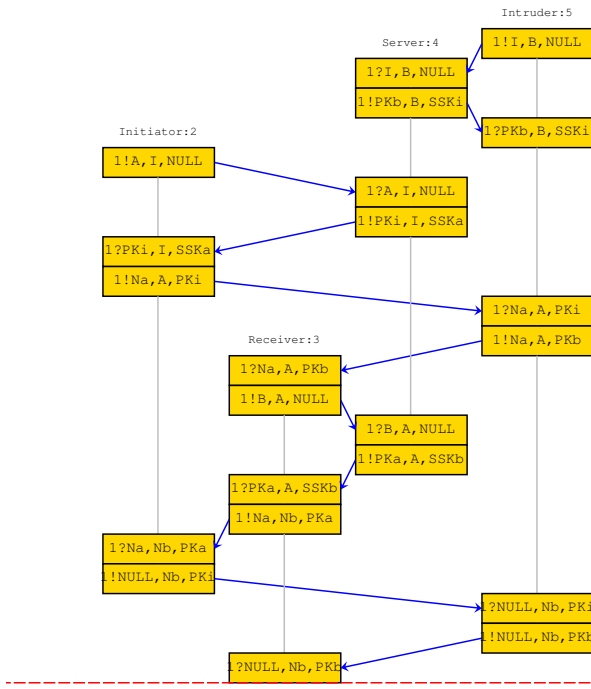 Intruder:5
1!I,B,NULL
Server:4
1?I,B,NULL
1!PKb,B,SSKi
1?PKb,B,SSKi
Initiator:2
1!A,I,NULL
1?A,I,NULL
1!PKi,I,SSKa
1?PKi,I,SSKa
1!Na,A,PKi
1?Na,A,PKi
1!Na,A,PKb
Receiver:3
1?Na,A,PKb
1!B,A,NULL
1?B,A,NULL
1!PKa,A,SSKb
1?PKa,A,SSKb
1!Na,Nb,PKa
1?Na,Nb,PKa
1!NULL,Nb,PKi
1?NULL,Nb,PKi
1!NULL,Nb,PKb
1?NULL,Nb,PKb